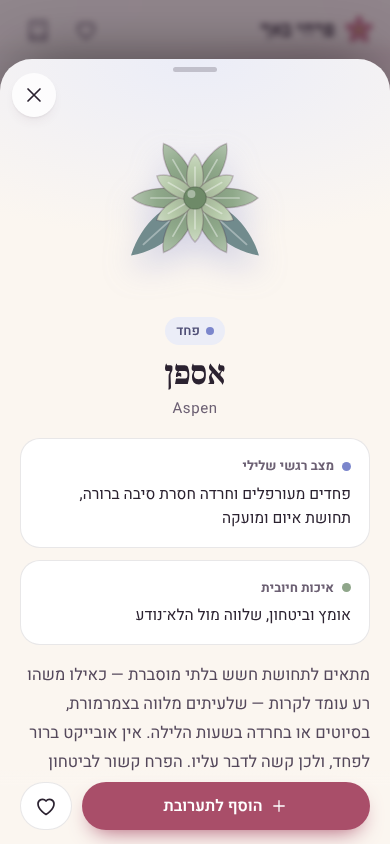 פרחי באך
פחד
אספן
Aspen
מצב רגשי שלילי
פחדים מעורפלים וחרדה חסרת סיבה ברורה,
תחושת איום ומועקה
איכות חיובית
אומץ וביטחון, שלווה מול הלא־נודע
מתאים לתחושת חשש בלתי מוסברת — כאילו משהו
רע עומד לקרות — שלעיתים מלווה בצמרמורת,
בסיוטים או בחרדה בשעות הלילה. אין אובייקט ברור
לפחד, ולכן קשה לדבר עליו. הפרח קשור לביטחון
הוסף לתערובת